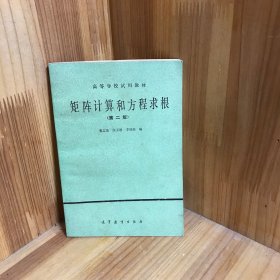 高等学校试用教材
矩阵计算和方程求根
(第二版)
编
高等教育出版社